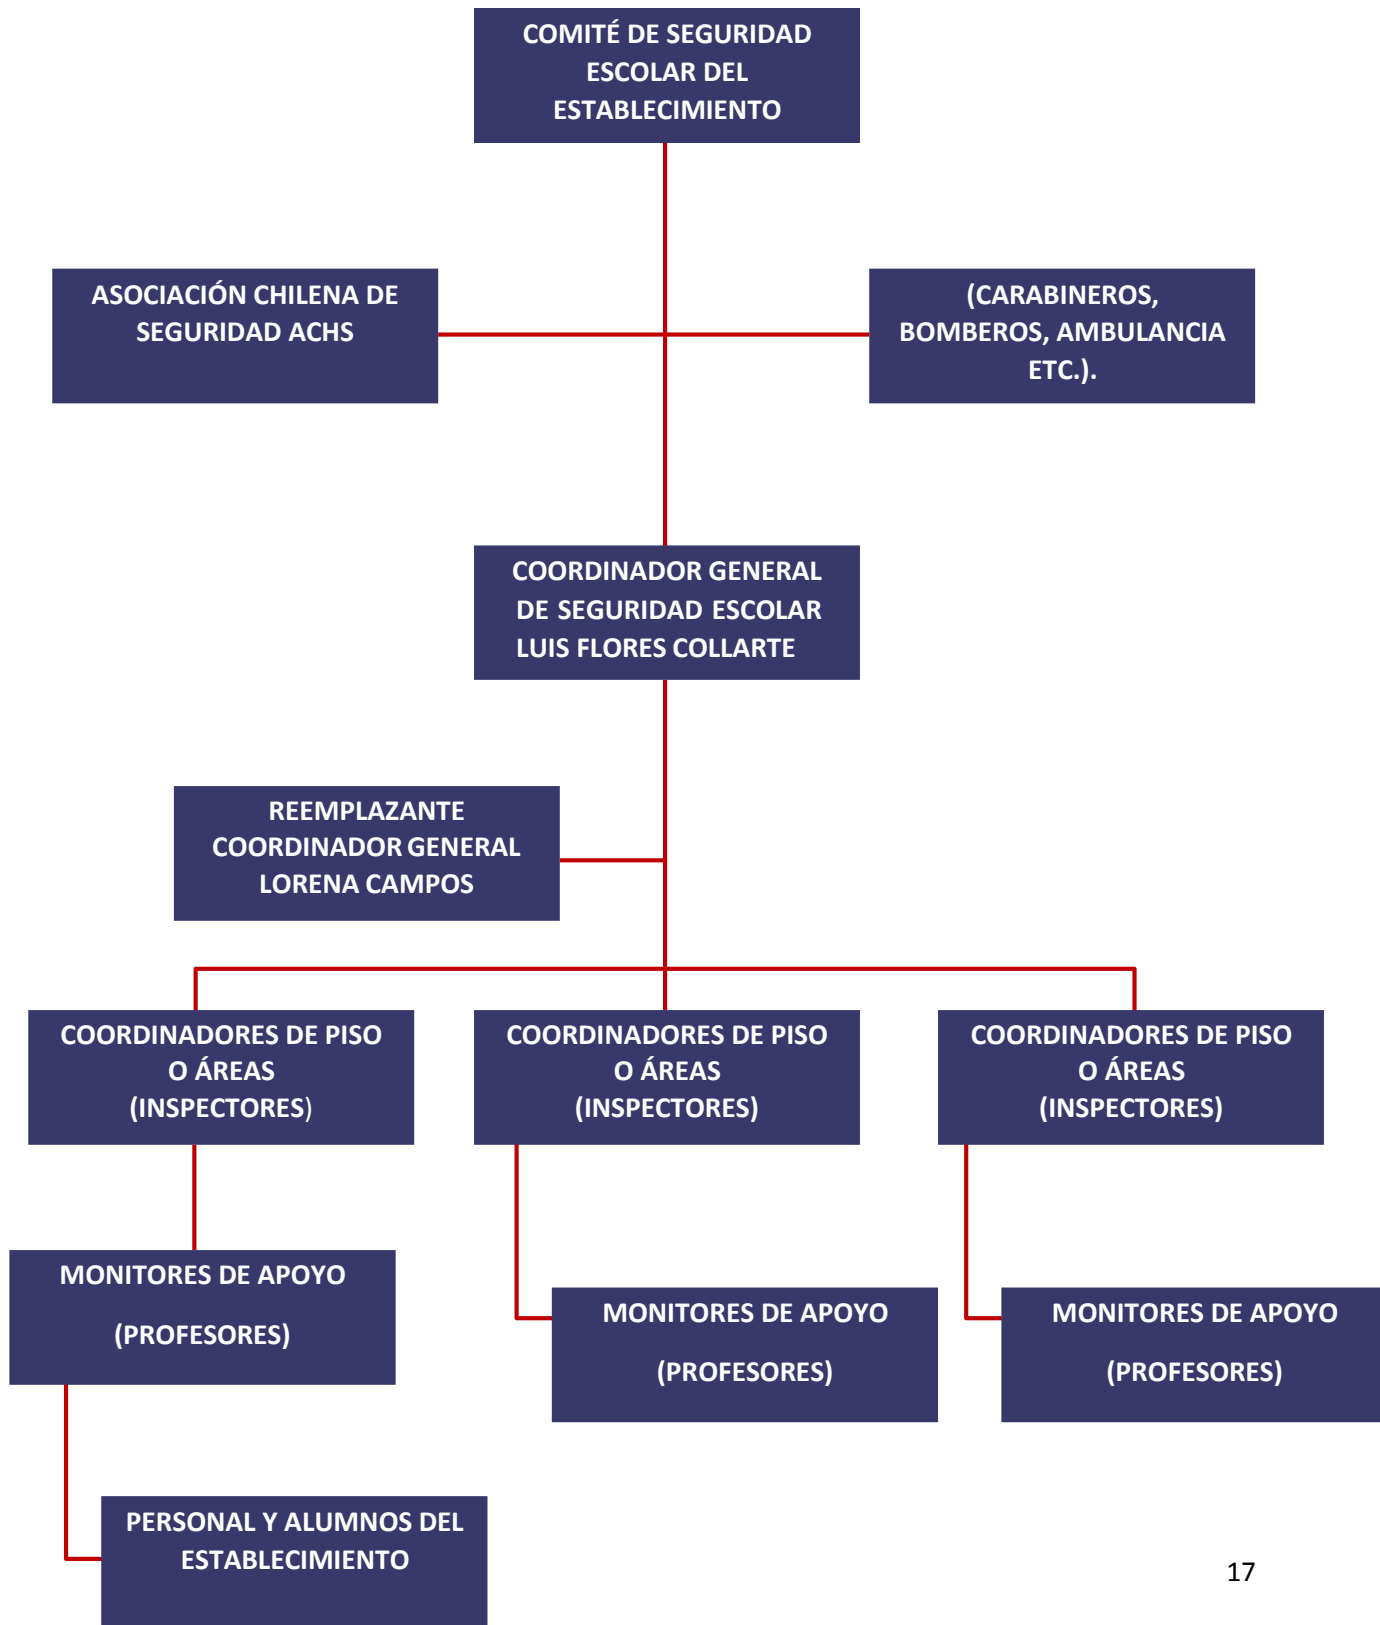 COMITÉ DE SEGURIDAD
ESCOLAR DEL
ESTABLECIMIENTO
ASOCIACIÓN CHILENA DE
SEGURIDAD ACHS
(CARABINEROS,
BOMBEROS, AMBULANCIA
ETC.).
COORDINADOR GENERAL
DE SEGURIDAD ESCOLAR
LUIS FLORES COLLARTE
REEMPLAZANTE
COORDINADOR GENERAL
LORENA CAMPOS
COORDINADORES DE PISO
O ÁREAS
(INSPECTORES)
COORDINADORES DE PISO
O ÁREAS
(INSPECTORES)
COORDINADORES DE PISO
O ÁREAS
(INSPECTORES)
MONITORES DE APOYO
(PROFESORES)
MONITORES DE APOYO
(PROFESORES)
MONITORES DE APOYO
(PROFESORES)
PERSONAL Y ALUMNOS DEL
ESTABLECIMIENTO
17